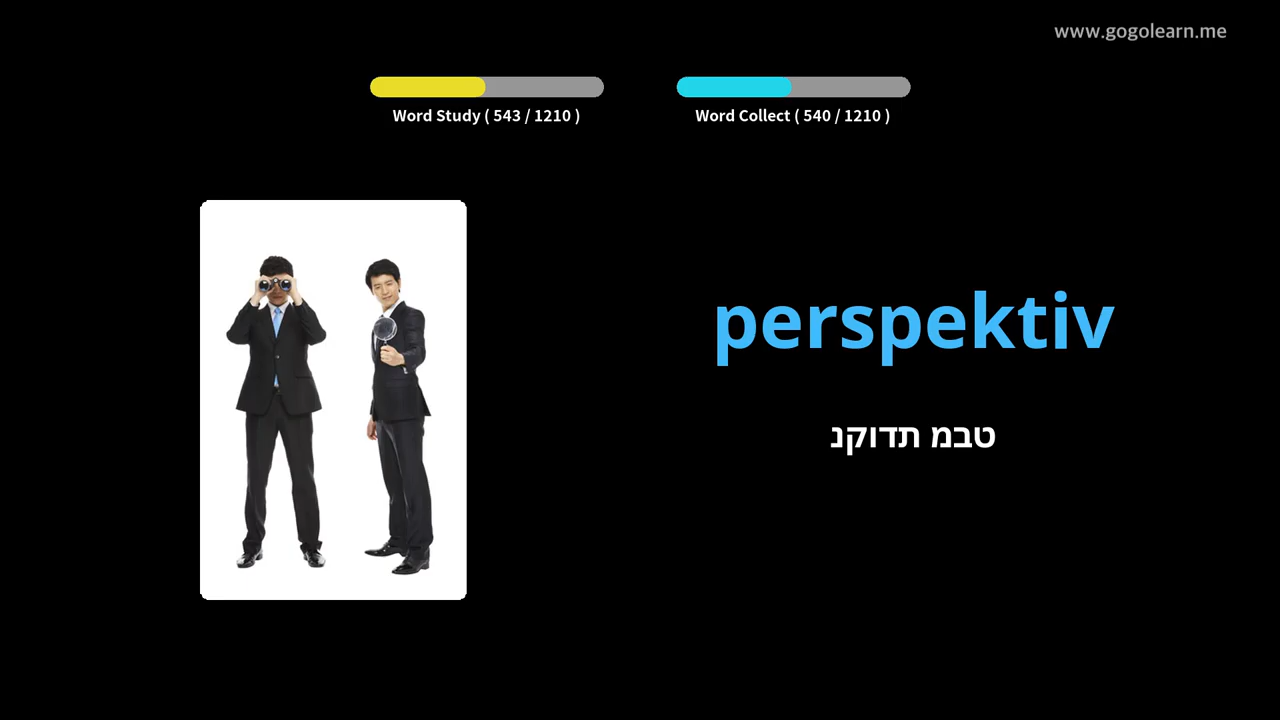 www.gogolearn.me
Word Study ( 543 / 1210 )
Word Collect ( 540 / 1210 )
perspektiv
טבמ תדוקנ